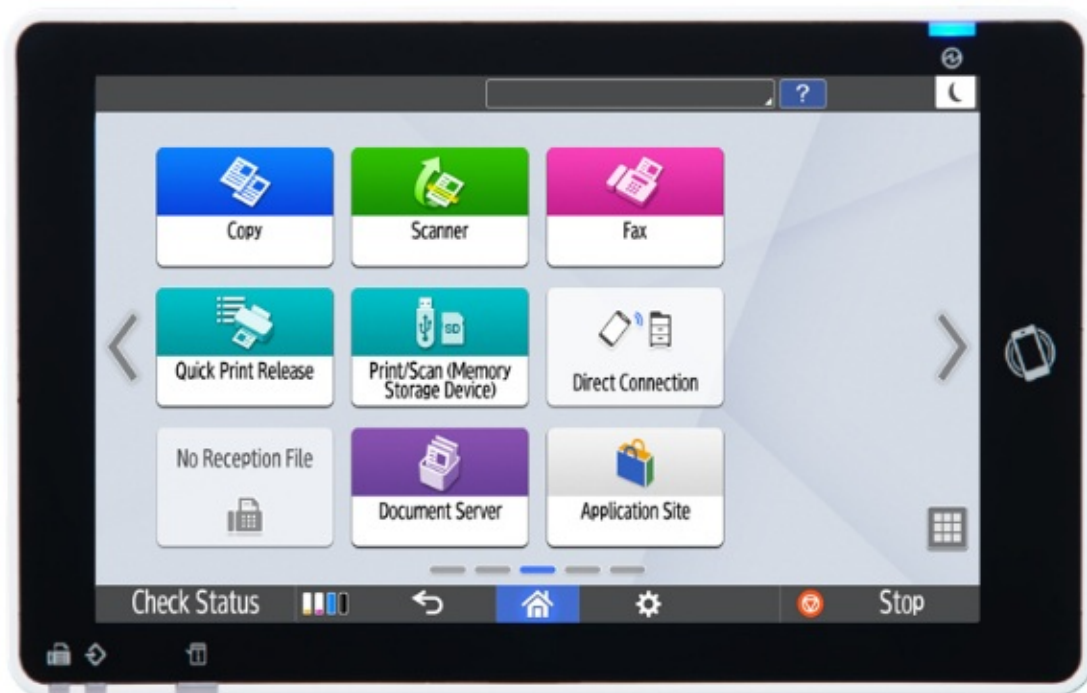 ?
Copy
Scanner
Fax
Quick Print Release
Print/Scan (Memory
Storage Device)
SD
Direct Connection
No Reception File
Document Server
Application Site
Check Status
Stop